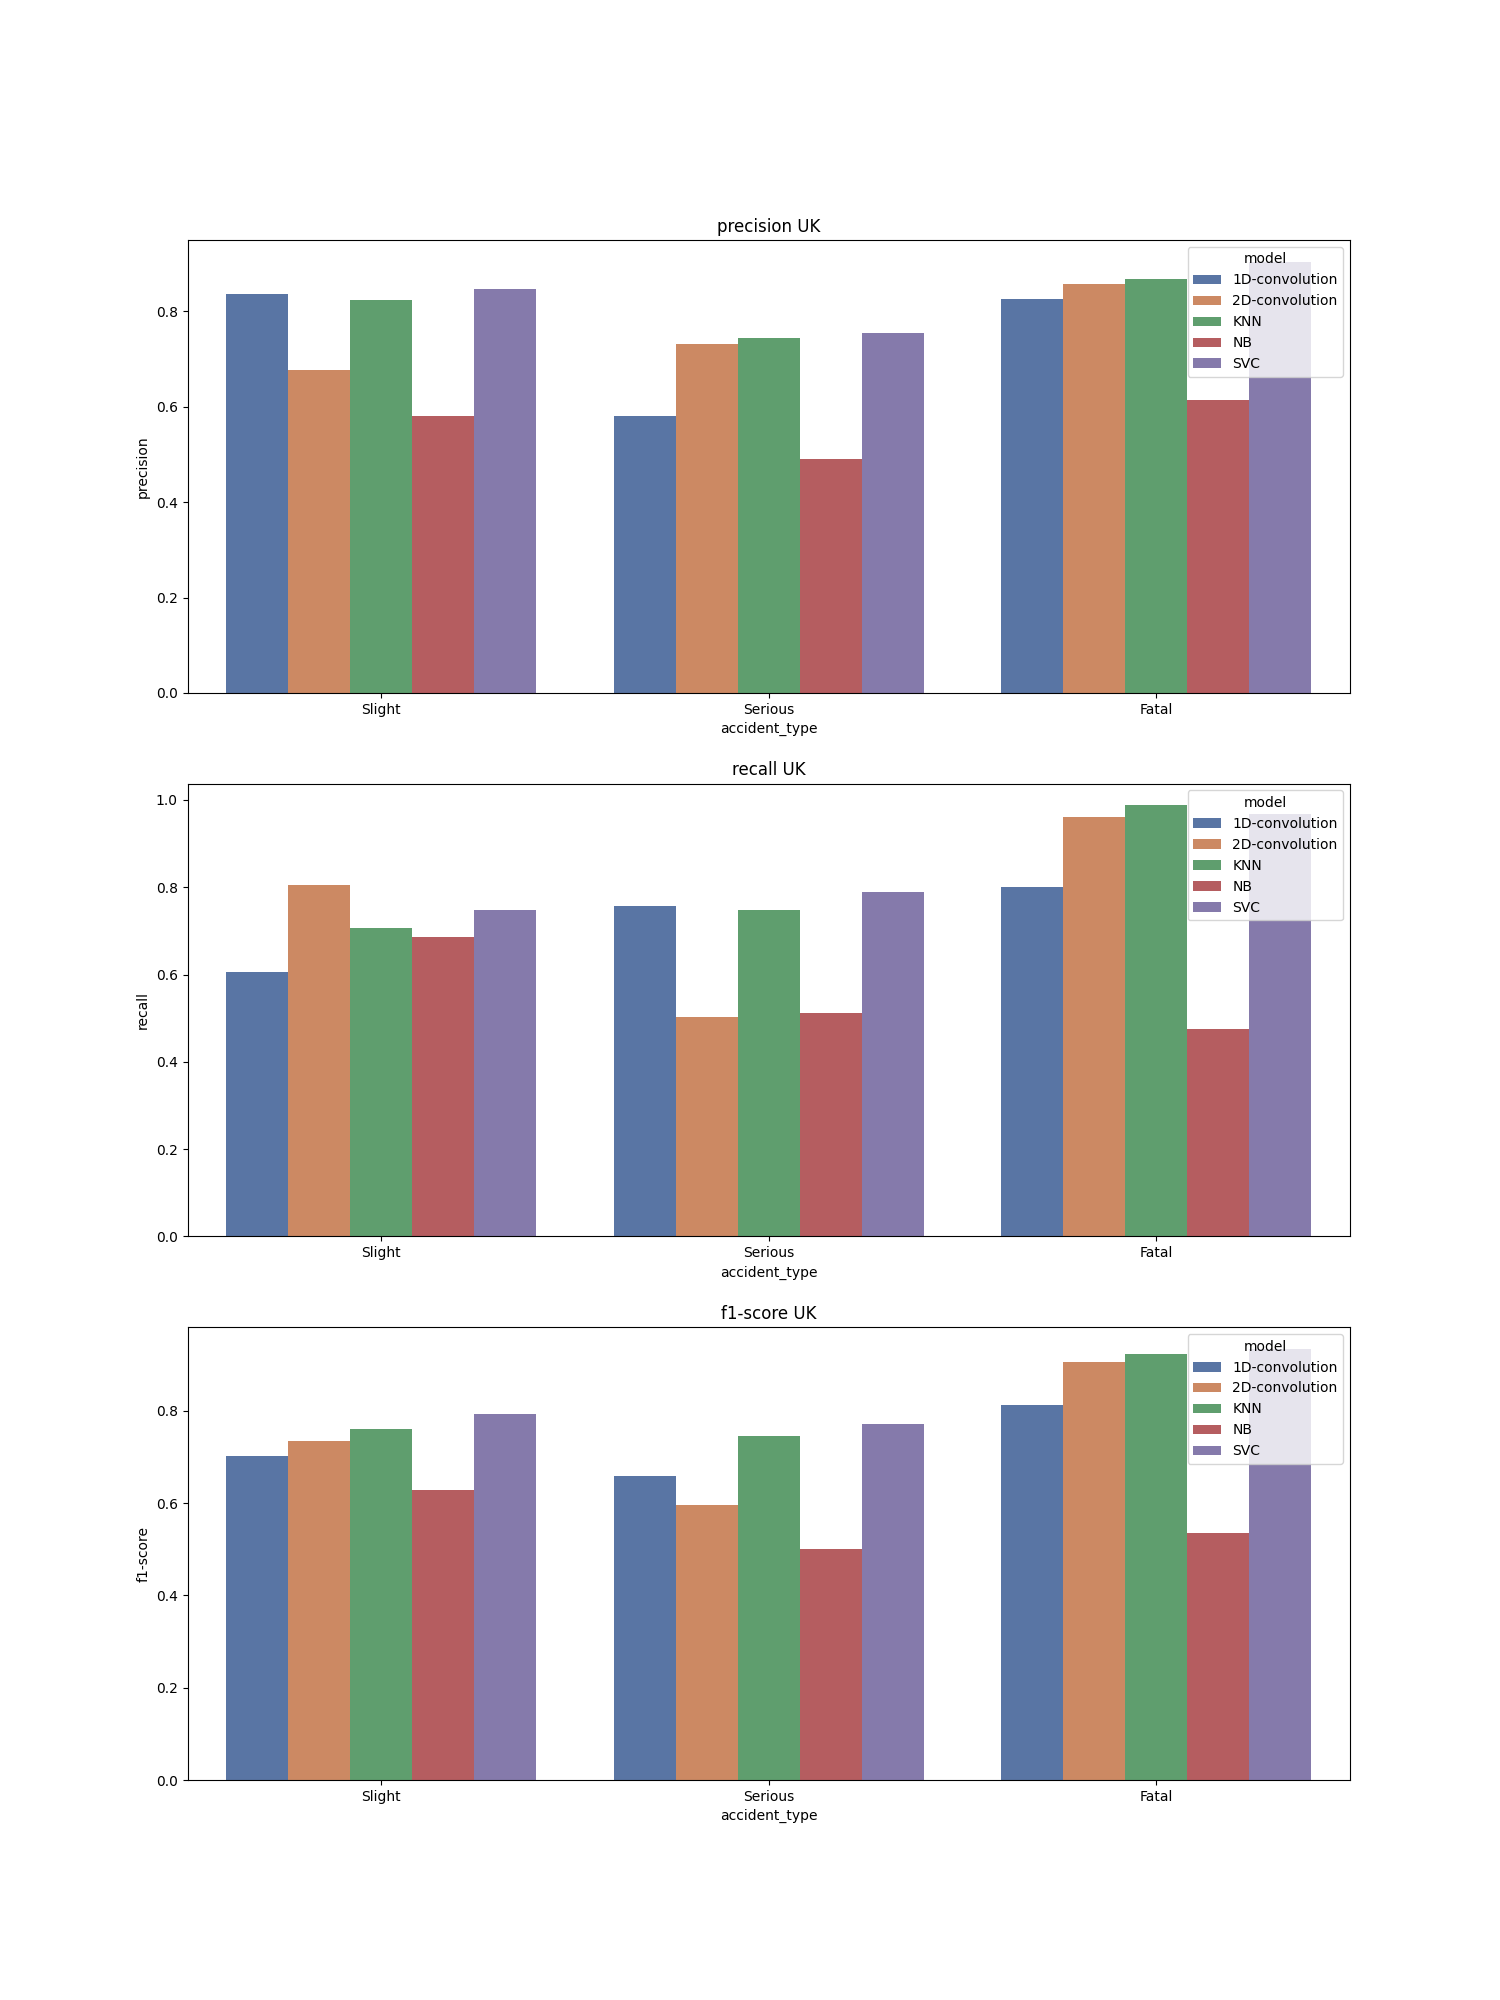 precision UK
model
1D-convolution
2D-convolution
KNN
NB
SVC
0.8
0.6
0.4
0.2
0.0
precision
Slight Serious Fatal
accident_type
recall UK
model
1D-convolution
2D-convolution
KNN
NB
SVC
1.0
0.8
0.6
0.4
0.2
0.0
recall
Slight Serious Fatal
accident_type
f1-score UK
model
1D-convolution
2D-convolution
KNN
NB
SVC
0.8
0.6
0.4
0.2
0.0
f1-score
Slight Serious Fatal
accident_type